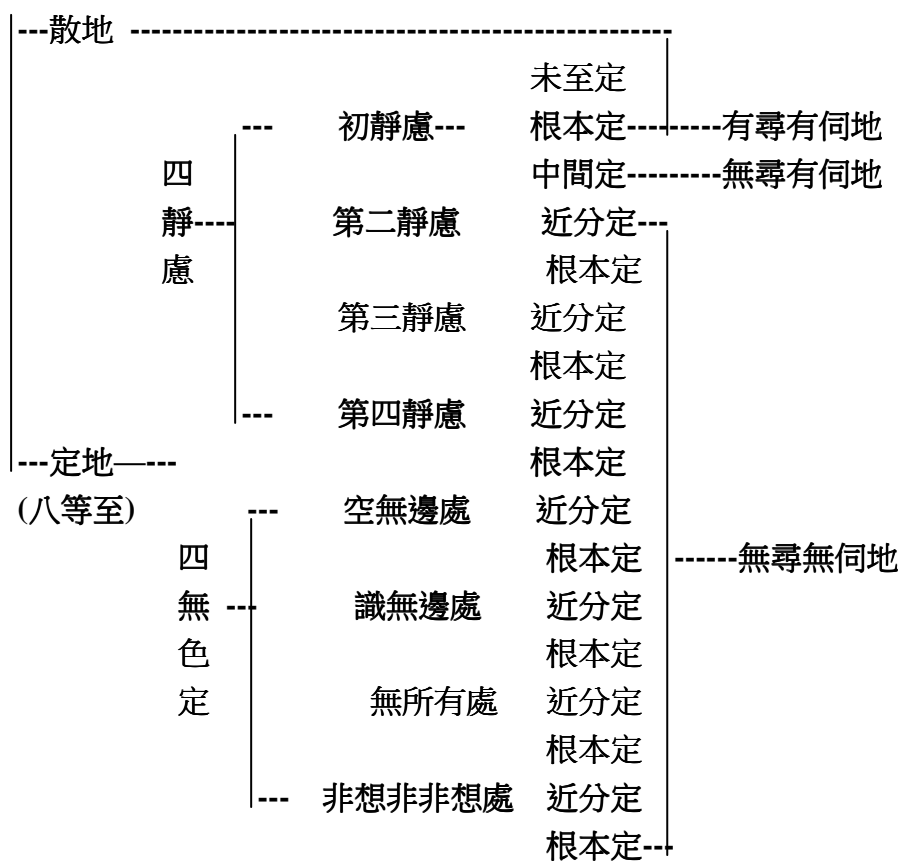 ---散地 ------------------------------------------
未至定
--- 初靜慮--- 根本定---------有尋有伺地
四 中間定---------無尋有伺地
靜---- 第二靜慮 近分定---
慮 根本定
第三靜慮 近分定
根本定
--- 第四靜慮 近分定
---定地—--- 根本定
(八等至) --- 空無邊處 近分定
四 根本定 ------無尋無伺地
無 --- 識無邊處 近分定
色 根本定
定 無所有處 近分定
根本定
--- 非想非非想處 近分定
根本定---